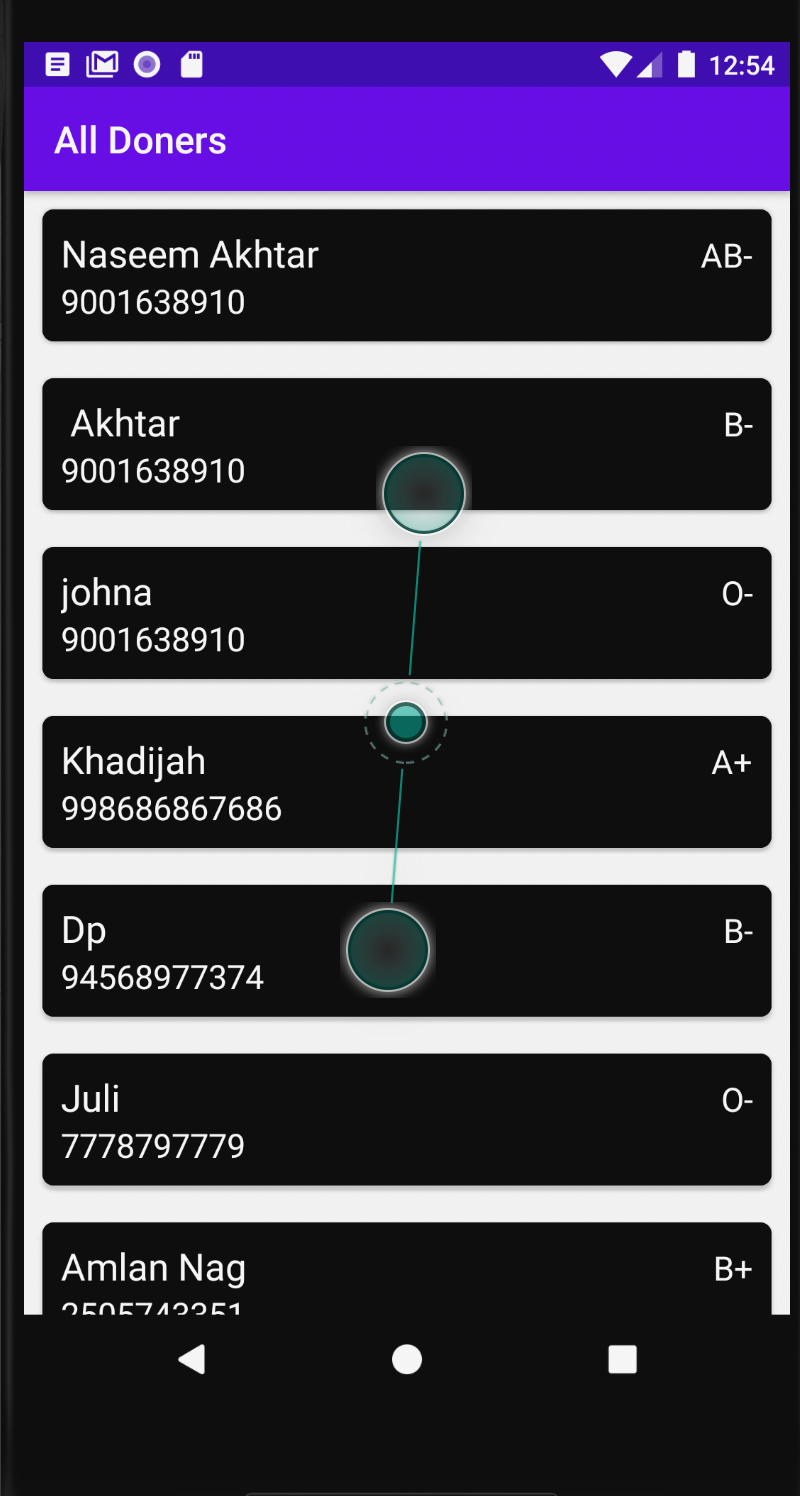 12:54
All Doners
Naseem Akhtar AB-
9001638910
Akhtar B-
9001638910
johna O-
9001638910
Khadijah A+
998686867686
Dp B-
94568977374
Juli O-
7778797779
Amlan Nag B+
2505743351